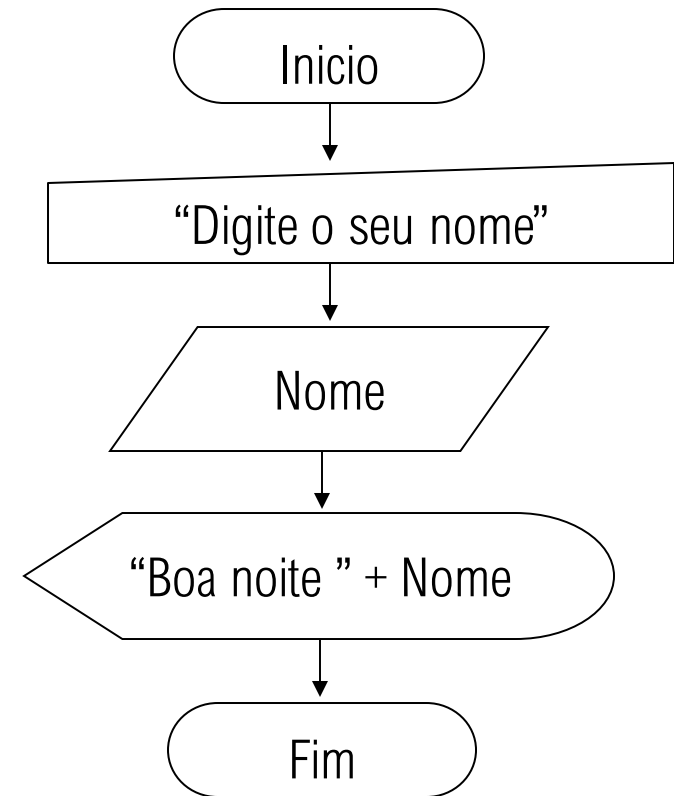 Inicio
“Digite o seu nome”
Nome
“Boa noite ” + Nome
Fim